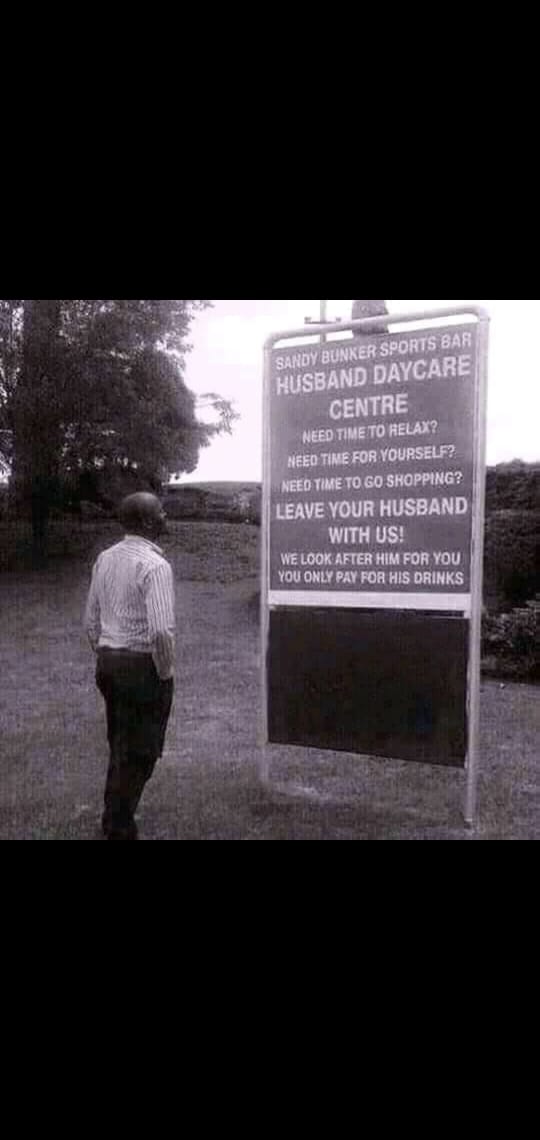 SANDY BUNKER SPORTS BAR
HUSBAND DAYCARE
CENTRE
NEED TIME TO RELAX?
NEED TIME FOR YOURSELF?
NEED TIME TO GO SHOPPING?
LEAVE YOUR HUSBAND
WITH US!
WE LOOK AFTER HIM FOR YOU
YOU ONLY PAY FOR HIS DRINKS